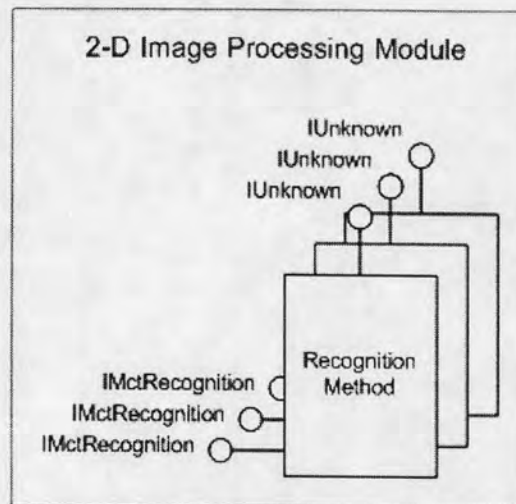 2-D Image Processing Module
IUnknown
IUnknown
IUnknown
Recognition
Method
IMctRecognition
IMctRecognition
IMctRecognition